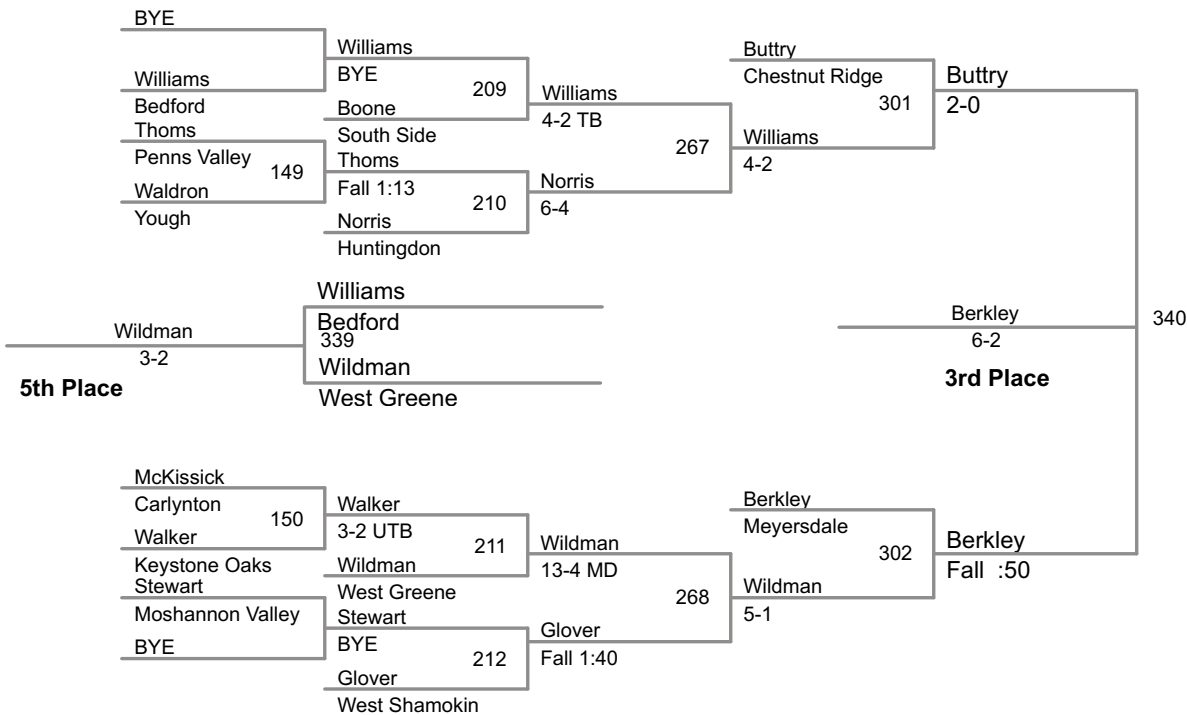 BYE
Williams
Buttry
Williams
BYE
Chestnut Ridge
Buttry
209
301
2-0
Williams
Bedford
Boone
4-2 TB
South Side
Thoms
Penns Valley
149
Thoms
267
Williams
4-2
Waldron
Fall 1:13
Norris
Yough
210
6-4
Norris
Huntingdon
Williams
Bedford
339
Wildman
3-2
Wildman
West Greene
5th Place
Berkley
6-2
340
3rd Place
McKissick
Carlynton
150
Walker
3-2 UTB
Berkley
Meyersdale
Walker
211
Wildman
302
Berkley
Keystone Oaks
Wildman
13-4 MD
Fall :50
Stewart
West Greene
268
Wildman
Moshannon Valley
Stewart
5-1
BYE
BYE
Glover
212
Fall 1:40
Glover
West Shamokin